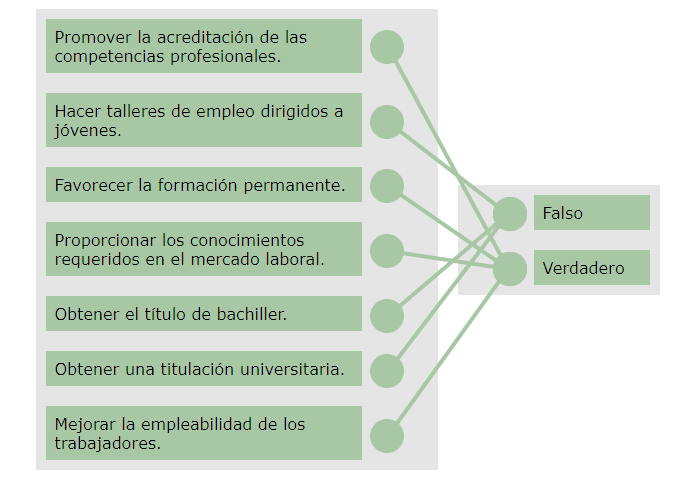 Promover la acreditación de las
competencias profesionales.
Hacer talleres de empleo dirigidos a
jóvenes.
Favorecer la formación permanente.
Proporcionar los conocimientos
requeridos en el mercado laboral.
Obtener el título de bachiller.
Obtener una titulación universitaria.
Mejorar la empleabilidad de los
trabajadores.
Falso
Verdadero